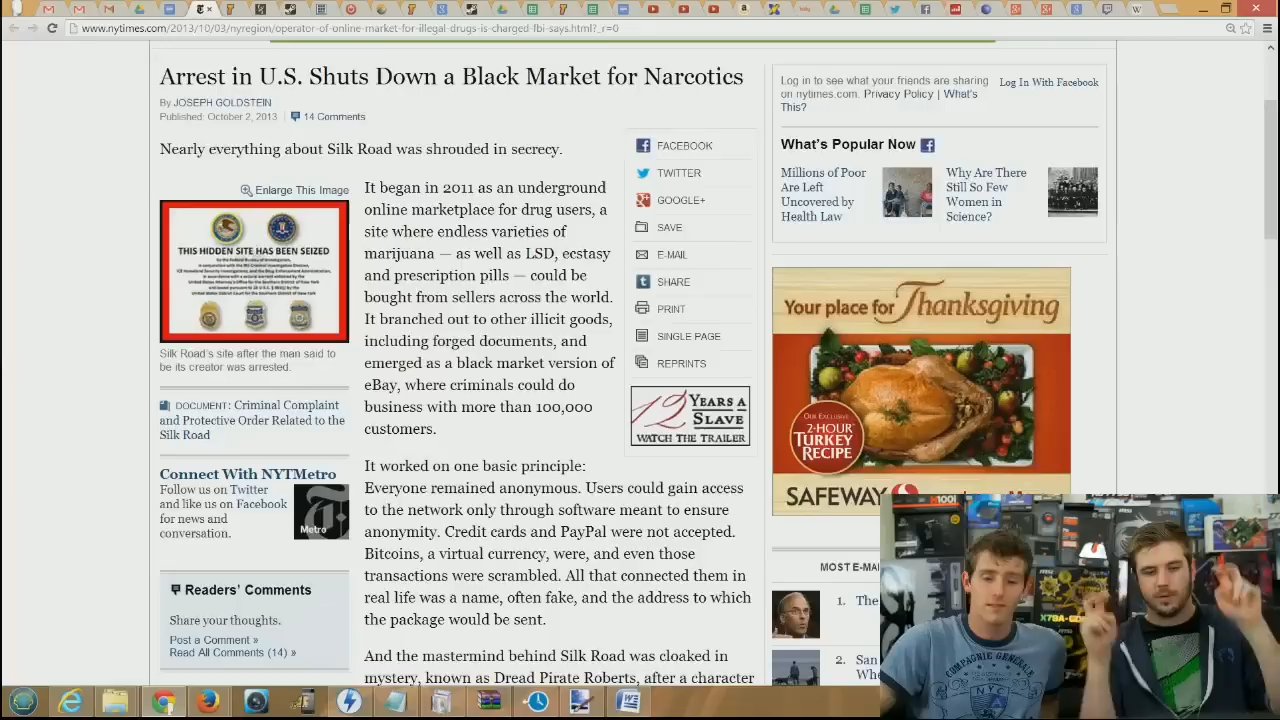 www.nytimes.com/2013/10/03/nyregion/operator-of-online-market-for-illegal-drugs-is-charged-fbi-says.html?_r=0
Arrest in U.S. Shuts Down a Black Market for Narcotics
By JOSEPH GOLDSTEIN
Published: October 2, 2013
14 Comments
Nearly everything about Silk Road was shrouded in secrecy.
Enlarge This Image
THIS HIDDEN SITE HAS BEEN SEIZED
Silk Road's site after the man said to
be its creator was arrested.
DOCUMENT: Criminal Complaint
and Protective Order Related to the
Silk Road
Connect With NYTMetro
Follow us on Twitter
and like us on Facebook
for news and
conversation.
Metro
Readers' Comments
Share your thoughts.
Post a Comment »
Read All Comments (14) »
It began in 2011 as an underground
online marketplace for drug users, a
site where endless varieties of
marijuana — as well as LSD, ecstasy
and prescription pills — could be
bought from sellers across the world.
It branched out to other illicit goods,
including forged documents, and
emerged as a black market version of
eBay, where criminals could do
business with more than 100,000
customers.
It worked on one basic principle:
Everyone remained anonymous. Users could gain access
to the network only through software meant to ensure
anonymity. Credit cards and PayPal were not accepted.
Bitcoins, a virtual currency, were, and even those
transactions were scrambled. All that connected them in
real life was a name, often fake, and the address to which
the package would be sent.
And the mastermind behind Silk Road was cloaked in
mystery, known as Dread Pirate Roberts, after a character
FACEBOOK
TWITTER
GOOGLE+
SAVE
E-MAIL
SHARE
PRINT
SINGLE PAGE
REPRINTS
12 YEARS A
SLAVE
WATCH THE TRAILER
Log in to see what your friends are sharing
on nytimes.com. Privacy Policy | What's
This?
Log In With Facebook
What's Popular Now
Millions of Poor
Are Left
Uncovered by
Health Law
Why Are There
Still So Few
Women in
Science?
Your place for Thanksgiving
OUR EXCLUSIVE
2-HOUR
TURKEY
RECIPE
SAFEWAY
MOST E-MA
1. The
2. San
Whe
H100i
X79A-GD
COMPAGNIE GENERALE
NYC